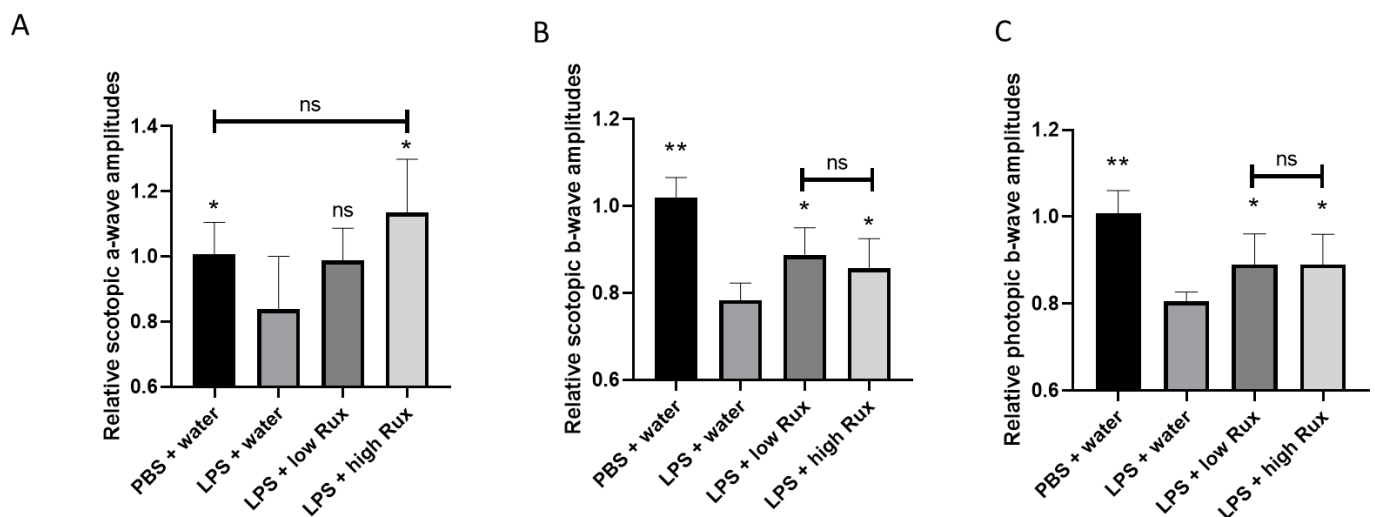 A
Relative scotopic a-wave amplitudes
1.4
1.2
1.0
0.8
0.6
ns
*
ns
*
PBS + water
LPS + water
LPS + low Rux
LPS + high Rux
B
Relative scotopic b-wave amplitudes
1.2
1.0
0.8
0.6
**
ns
*
*
PBS + water
LPS + water
LPS + low Rux
LPS + high Rux
C
Relative photopic b-wave amplitudes
1.2
1.0
0.8
0.6
**
ns
*
*
PBS + water
LPS + water
LPS + low Rux
LPS + high Rux